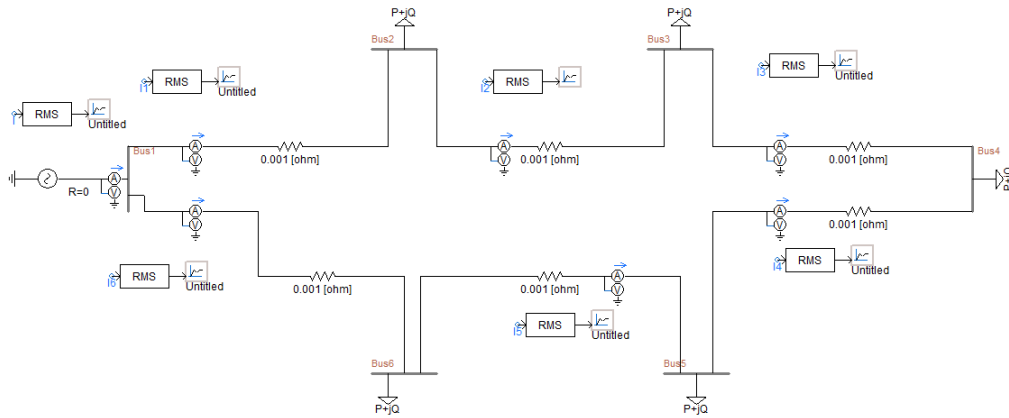 P+jQ
P+jQ
Bus2
Bus3
I1
RMS
Untitled
I2
RMS
Untitled
I3
RMS
Untitled
I
RMS
Untitled
Bus1
A
V
0.001 [ohm]
A
V
0.001 [ohm]
A
V
0.001 [ohm]
Bus4
R=0
A
V
P+jQ
A
V
A
V
0.001 [ohm]
I6
RMS
Untitled
0.001 [ohm]
0.001 [ohm]
A
V
I4
RMS
Untitled
I5
RMS
Untitled
Bus6
Bus5
P+jQ
P+jQ